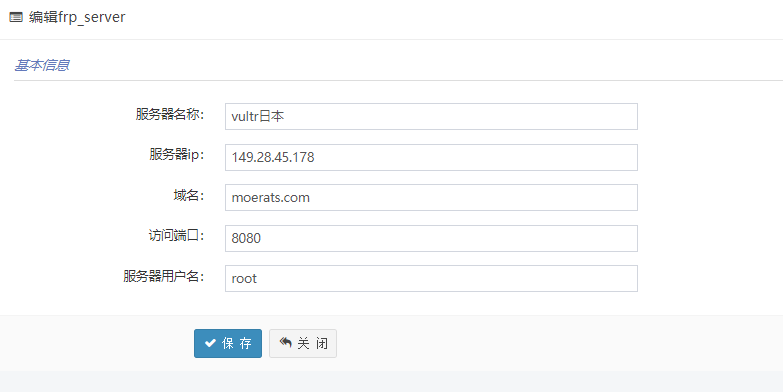 编辑frp_server
基本信息
服务器名称： vultr日本
服务器ip： 149.28.45.178
域名： moerats.com
访问端口： 8080
服务器用户名： root
保 存 关 闭